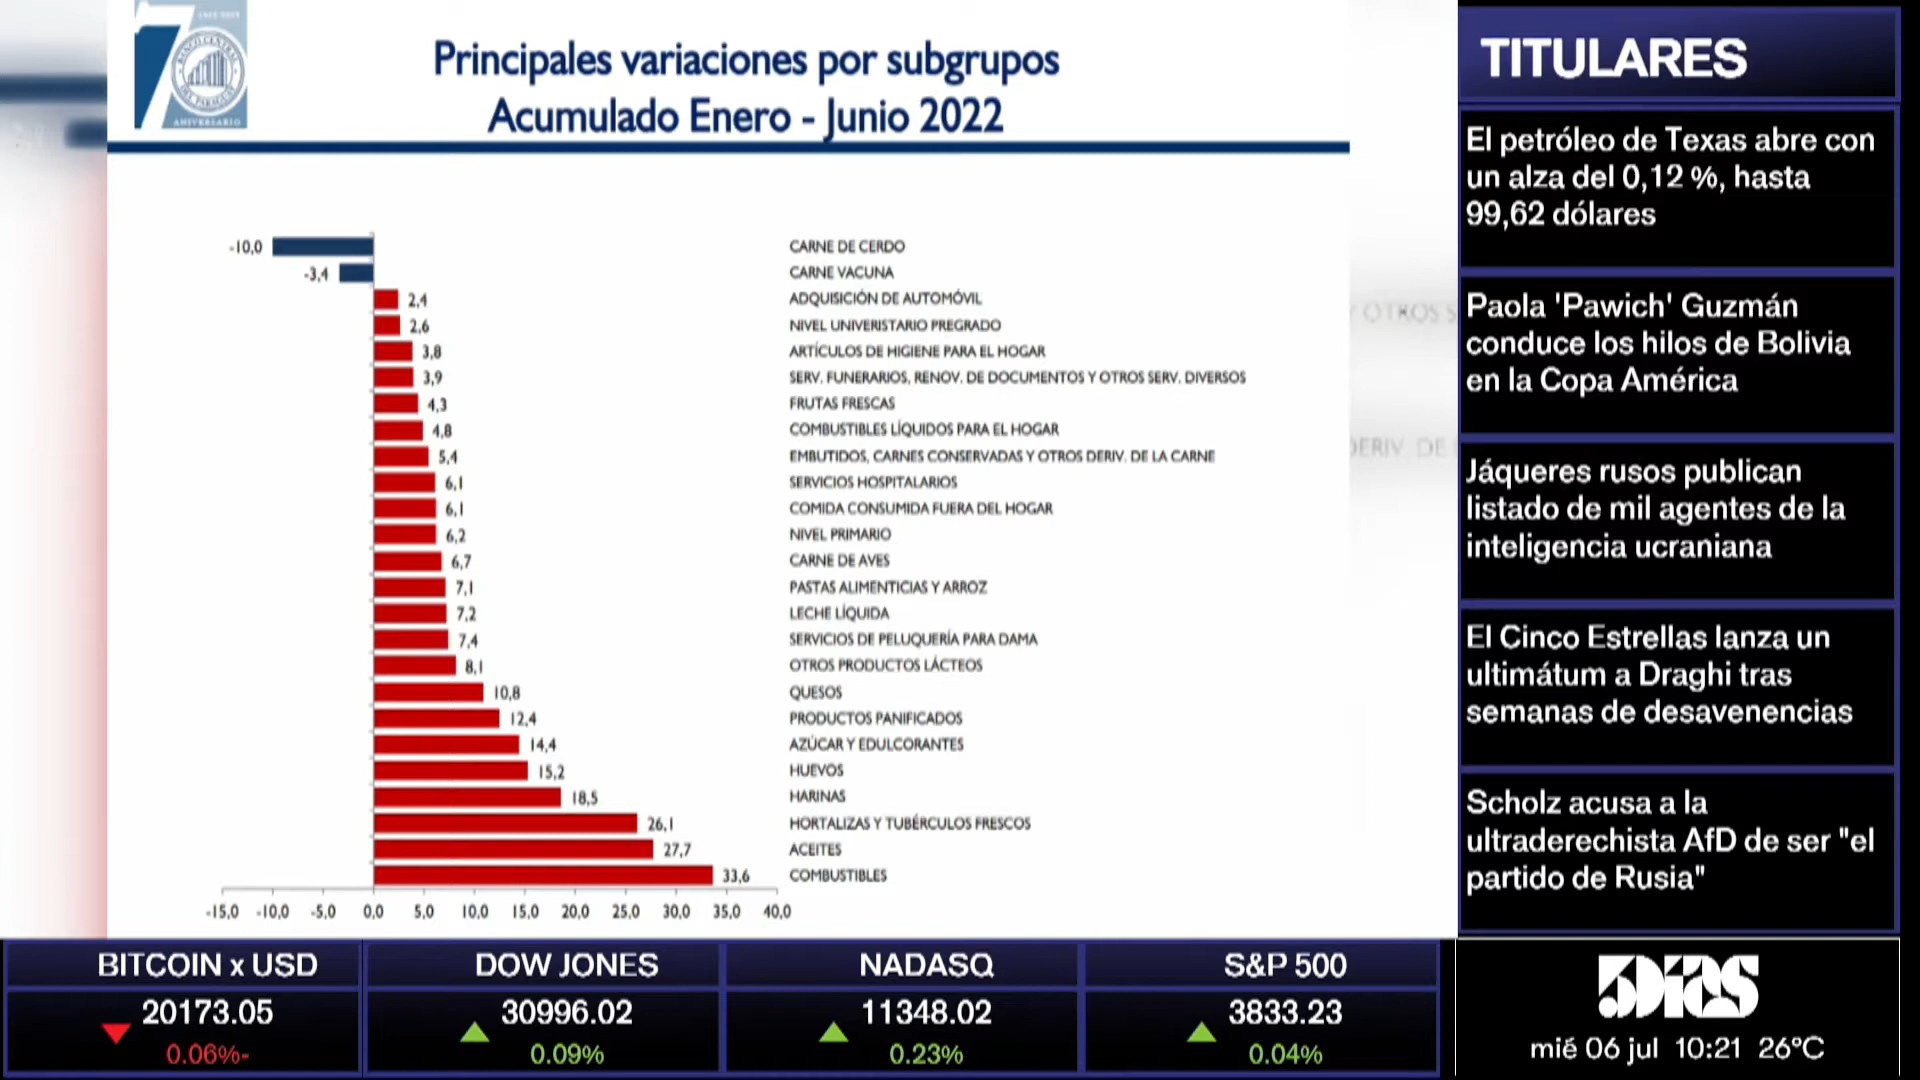 BANCO CENTRAL
DEL PARAGUAY
ANIVERSARIO
Principales variaciones por subgrupos
Acumulado Enero - Junio 2022
-10,0 CARNE DE CERDO
-3,4 CARNE VACUNA
2,4 ADQUISICIÓN DE AUTOMÓVIL
2,6 NIVEL UNIVERISTARIO PREGRADO
3,8 ARTÍCULOS DE HIGIENE PARA EL HOGAR
3,9 SERV. FUNERARIOS, RENOV. DE DOCUMENTOS Y OTROS SERV. DIVERSOS
4,3 FRUTAS FRESCAS
4,8 COMBUSTIBLES LÍQUIDOS PARA EL HOGAR
5,4 EMBUTIDOS, CARNES CONSERVADAS Y OTROS DERIV. DE LA CARNE
6,1 SERVICIOS HOSPITALARIOS
6,1 COMIDA CONSUMIDA FUERA DEL HOGAR
6,2 NIVEL PRIMARIO
6,7 CARNE DE AVES
7,1 PASTAS ALIMENTICIAS Y ARROZ
7,2 LECHE LÍQUIDA
7,4 SERVICIOS DE PELUQUERÍA PARA DAMA
8,1 OTROS PRODUCTOS LÁCTEOS
10,8 QUESOS
12,4 PRODUCTOS PANIFICADOS
14,4 AZÚCAR Y EDULCORANTES
15,2 HUEVOS
18,5 HARINAS
26,1 HORTALIZAS Y TUBÉRCULOS FRESCOS
27,7 ACEITES
33,6 COMBUSTIBLES
-15,0 -10,0 -5,0 0,0 5,0 10,0 15,0 20,0 25,0 30,0 35,0 40,0
Y OTROS S
DERIV. DE
TITULARES
El petróleo de Texas abre con
un alza del 0,12 %, hasta
99,62 dólares
Paola 'Pawich' Guzmán
conduce los hilos de Bolivia
en la Copa América
Jáqueres rusos publican
listado de mil agentes de la
inteligencia ucraniana
El Cinco Estrellas lanza un
ultimátum a Draghi tras
semanas de desavenencias
Scholz acusa a la
ultraderechista AfD de ser "el
partido de Rusia"
BITCOIN x USD
20173.05
0.06%-
DOW JONES
30996.02
0.09%
NADASQ
11348.02
0.23%
S&P 500
3833.23
0.04%
5Días
mié 06 jul 10:21 26°C